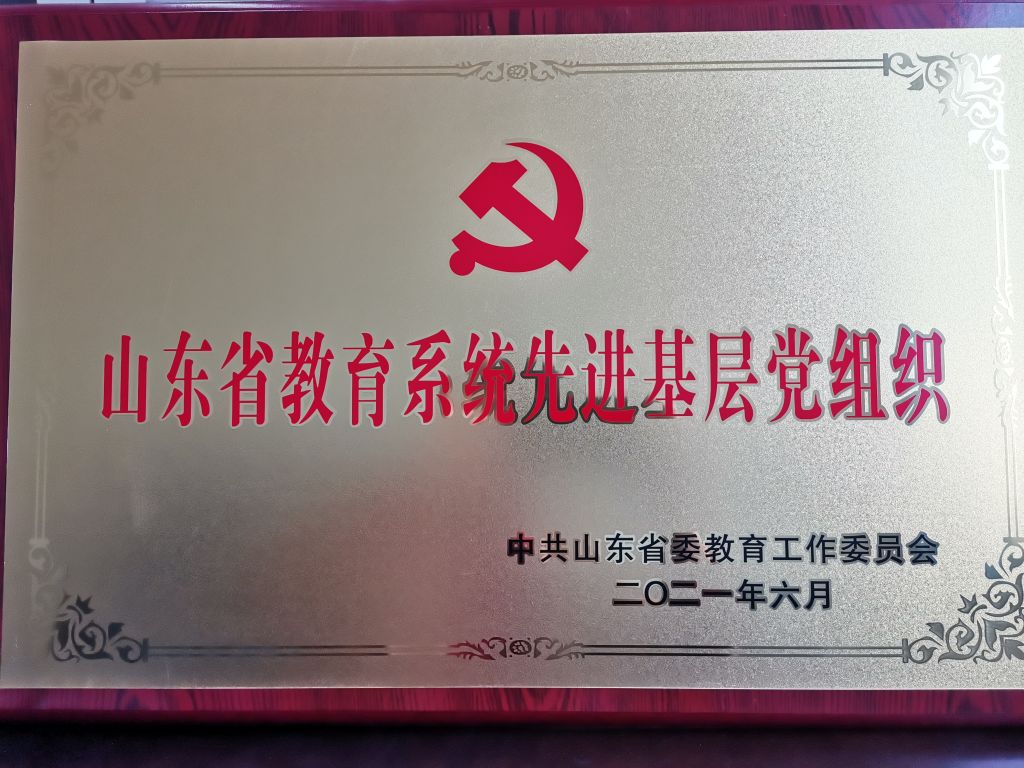 山东省教育系统先进基层党组织
中共山东省委教育工作委员会
二〇二一年六月